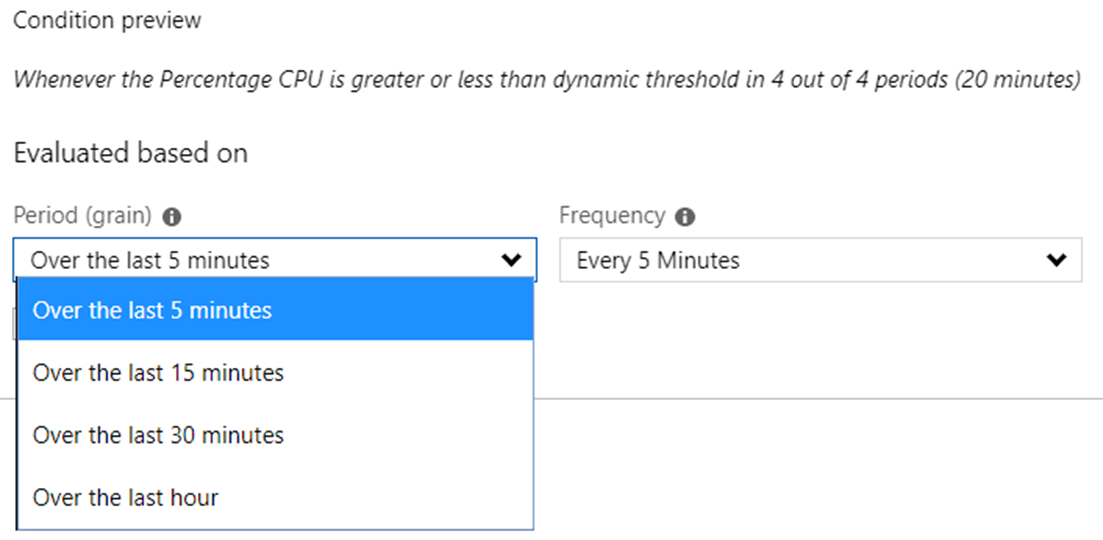 Condition preview
Whenever the Percentage CPU is greater or less than dynamic threshold in 4 out of 4 periods (20 minutes)
Evaluated based on
Period (grain)
Frequency
Over the last 5 minutes
Every 5 Minutes
Over the last 5 minutes
Over the last 15 minutes
Over the last 30 minutes
Over the last hour